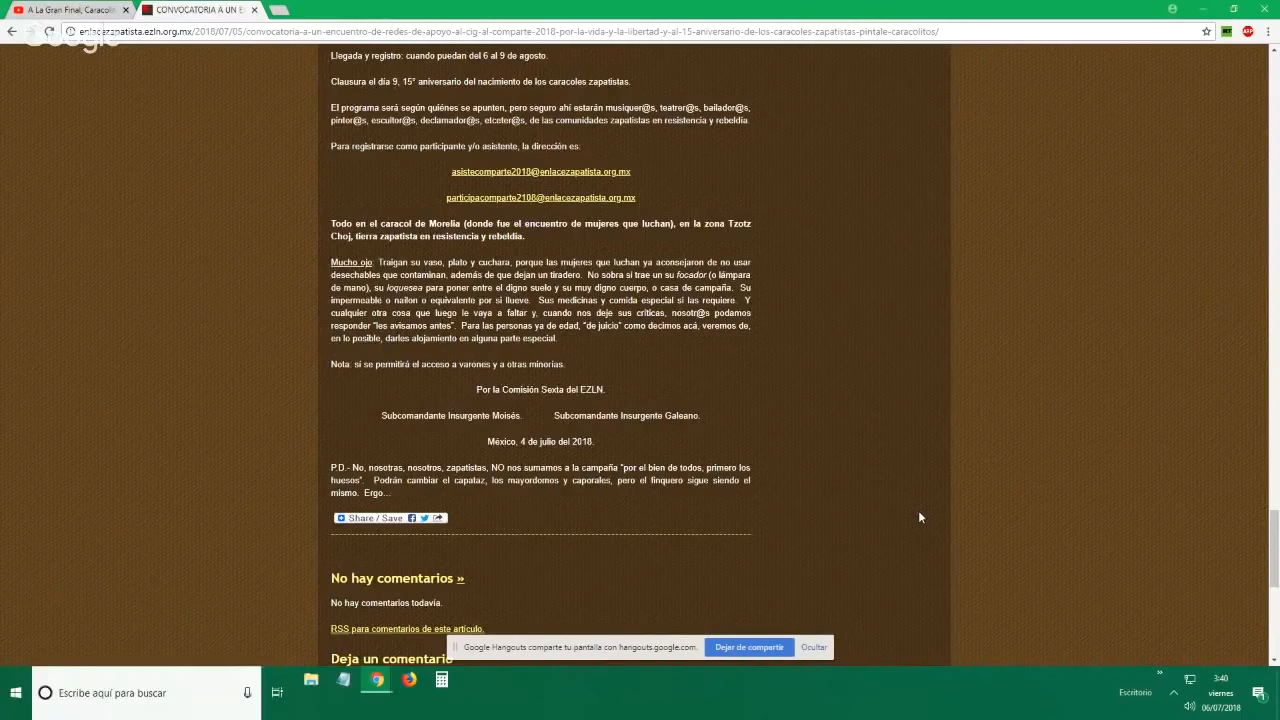 A La Gran Final, Caracolit
CONVOCATORIA A UN E
enlacezapatista.ezln.org.mx/2018/07/05/convocatoria-a-un-encuentro-de-redes-de-apoyo-al-cig-al-comparte-2018-por-la-vida-y-la-libertad-y-al-15-aniversario-de-los-caracoles-zapatistas-pintale-caracolitos/
Google
Llegada y registro: cuando puedan del 6 al 9 de agosto.
Clausura el día 9, 15° aniversario del nacimiento de los caracoles zapatistas.
El programa será según quiénes se apunten, pero seguro ahí estarán musiquer@s, teatrer@s, bailador@s,
pintor@s, escultor@s, declamador@s, etceter@s, de las comunidades zapatistas en resistencia y rebeldía.
Para registrarse como participante y/o asistente, la dirección es:
asistecomparte2018@enlacezapatista.org.mx
participacomparte2108@enlacezapatista.org.mx
Todo en el caracol de Morelia (donde fue el encuentro de mujeres que luchan), en la zona Tzotz
Choj, tierra zapatista en resistencia y rebeldía.
Mucho ojo: Traigan su vaso, plato y cuchara, porque las mujeres que luchan ya aconsejaron de no usar
desechables que contaminan, además de que dejan un tiradero. No sobra si trae un su focador (o lámpara
de mano), su loquesea para poner entre el digno suelo y su muy digno cuerpo, o casa de campaña. Su
impermeable o nailon o equivalente por si llueve. Sus medicinas y comida especial si las requiere. Y
cualquier otra cosa que luego le vaya a faltar y, cuando nos deje sus críticas, nosotr@s podamos
responder "les avisamos antes". Para las personas ya de edad, "de juicio" como decimos acá, veremos de,
en lo posible, darles alojamiento en alguna parte especial.
Nota: sí se permitirá el acceso a varones y a otras minorías.
Por la Comisión Sexta del EZLN.
Subcomandante Insurgente Moisés. Subcomandante Insurgente Galeano.
México, 4 de julio del 2018.
P.D.- No, nosotras, nosotros, zapatistas, NO nos sumamos a la campaña "por el bien de todos, primero los
huesos". Podrán cambiar el capataz, los mayordomos y caporales, pero el finquero sigue siendo el
mismo. Ergo...
Share / Save
No hay comentarios »
No hay comentarios todavía.
RSS para comentarios de este artículo.
Google Hangouts comparte tu pantalla con hangouts.google.com. Dejar de compartir Ocultar
Deja un comentario
Escribe aquí para buscar
Escritorio
3:40
viernes
06/07/2018